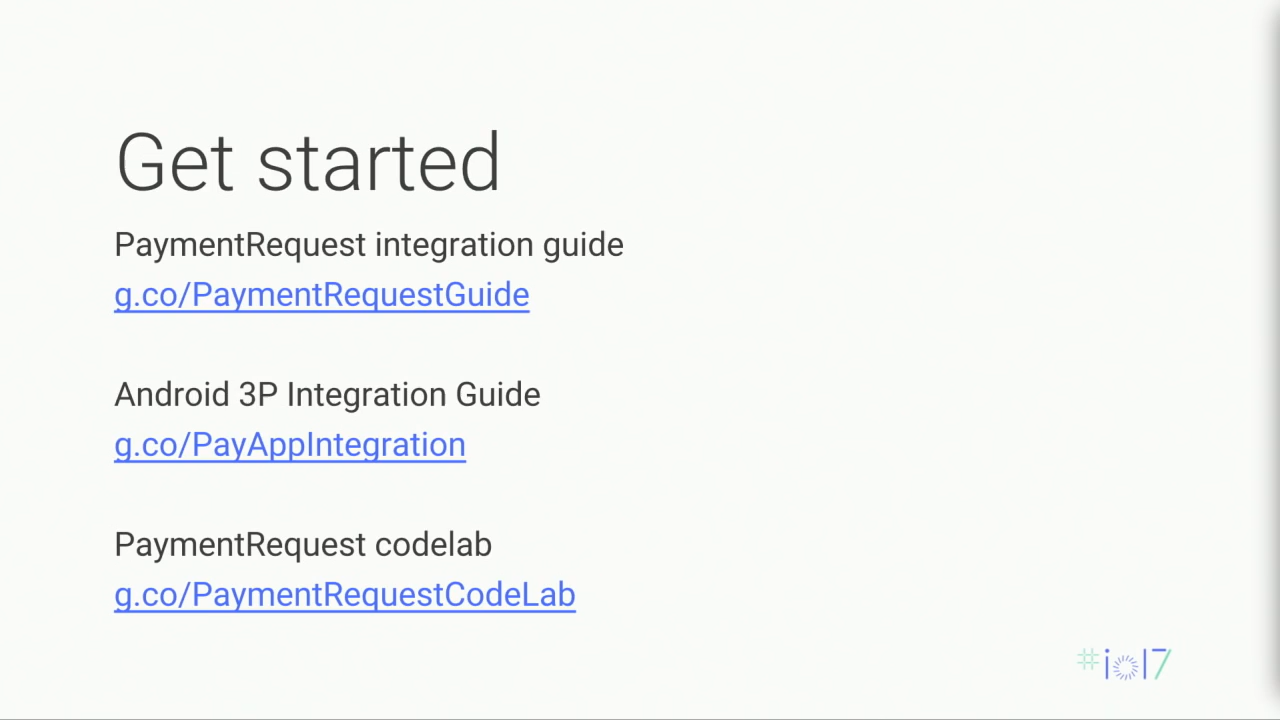 Get started
PaymentRequest integration guide
g.co/PaymentRequestGuide
Android 3P Integration Guide
g.co/PayAppIntegration
PaymentRequest codelab
g.co/PaymentRequestCodeLab
#io17